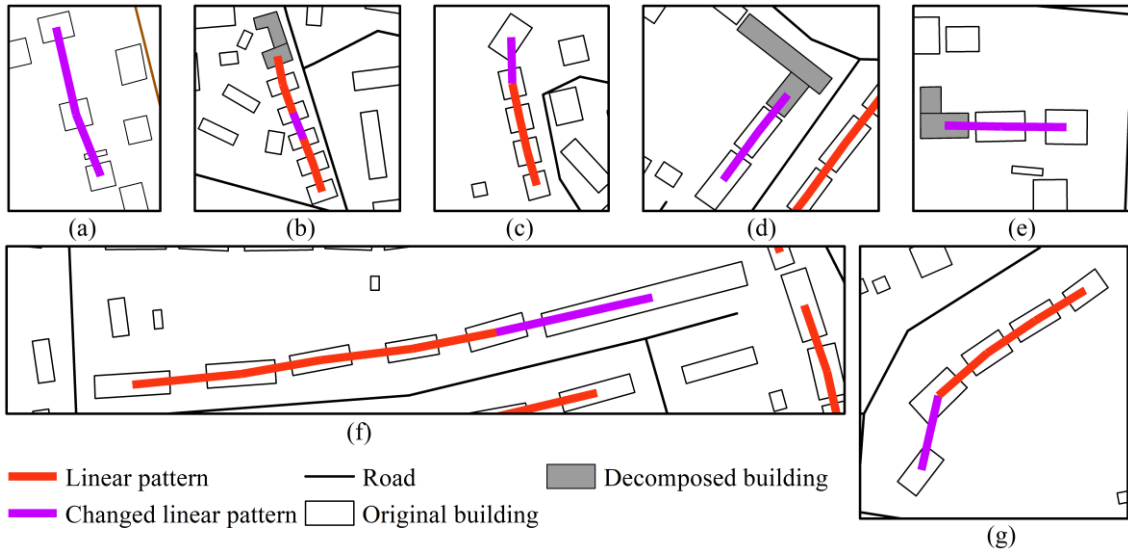 (a) (b) (c) (d) (e)
(f)
Linear pattern Road Decomposed building
Changed linear pattern Original building
(g)